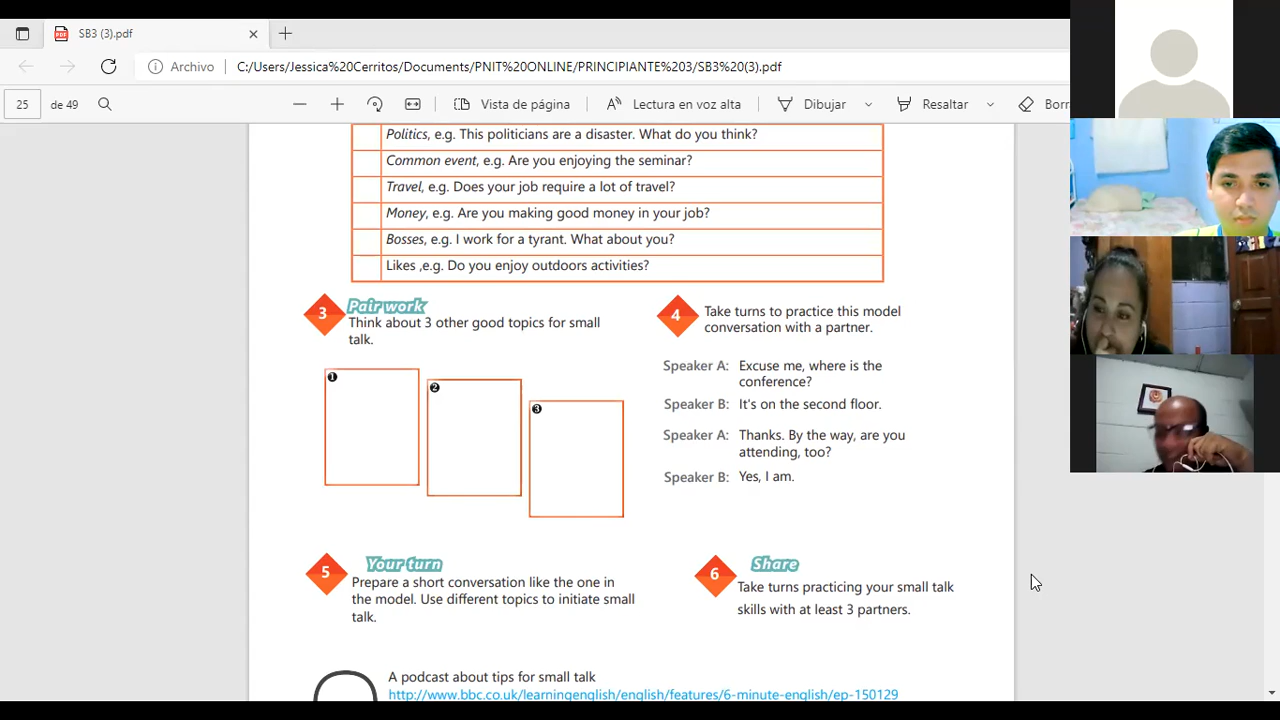 SB3 (3).pdf
Archivo C:/Users/Jessica%20Cerritos/Documents/PNIT%20ONLINE/PRINCIPIANTE%203/SB3%20(3).pdf
25 de 49 Vista de página Lectura en voz alta Dibujar Resaltar Borr
Politics, e.g. This politicians are a disaster. What do you think?
Common event, e.g. Are you enjoying the seminar?
Travel, e.g. Does your job require a lot of travel?
Money, e.g. Are you making good money in your job?
Bosses, e.g. I work for a tyrant. What about you?
Likes ,e.g. Do you enjoy outdoors activities?
3 Pair work
Think about 3 other good topics for small
talk.
1
2
3
4 Take turns to practice this model
conversation with a partner.
Speaker A: Excuse me, where is the
conference?
Speaker B: It's on the second floor.
Speaker A: Thanks. By the way, are you
attending, too?
Speaker B: Yes, I am.
5 Your turn
Prepare a short conversation like the one in
the model. Use different topics to initiate small
talk.
6 Share
Take turns practicing your small talk
skills with at least 3 partners.
A podcast about tips for small talk
http://www.bbc.co.uk/learningenglish/english/features/6-minute-english/ep-150129